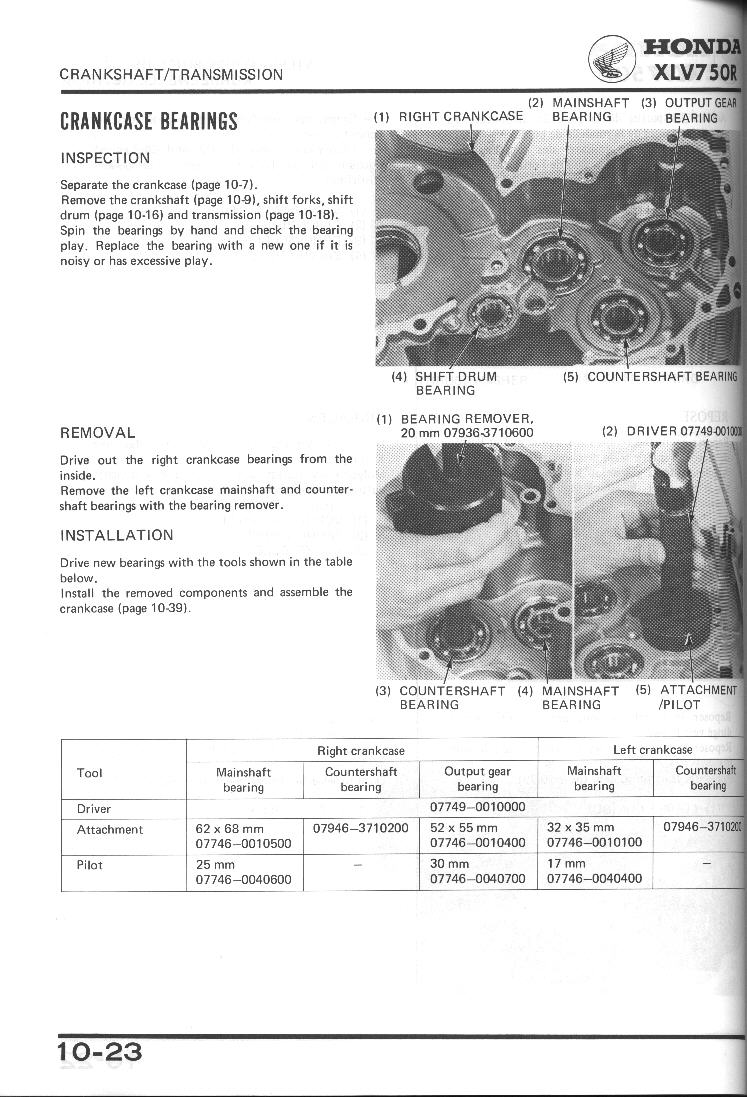 CRANKSHAFT/TRANSMISSION
HONDA
XLV750R
CRANKCASE BEARINGS
INSPECTION
Separate the crankcase (page 10-7).
Remove the crankshaft (page 10-9), shift forks, shift
drum (page 10-16) and transmission (page 10-18).
Spin the bearings by hand and check the bearing
play. Replace the bearing with a new one if it is
noisy or has excessive play.
(1) RIGHT CRANKCASE
(2) MAINSHAFT
BEARING
(3) OUTPUT GEAR
BEARING
(4) SHIFT DRUM
BEARING
(5) COUNTERSHAFT BEARING
REMOVAL
Drive out the right crankcase bearings from the
inside.
Remove the left crankcase mainshaft and counter-
shaft bearings with the bearing remover.
INSTALLATION
Drive new bearings with the tools shown in the table
below.
Install the removed components and assemble the
crankcase (page 10-39).
(1) BEARING REMOVER,
20 mm 07936-3710600
(2) DRIVER 07749-0010000
(3) COUNTERSHAFT
BEARING
(4) MAINSHAFT
BEARING
(5) ATTACHMENT
/PILOT
Tool
Right crankcase
Left crankcase
Mainshaft
bearing
Countershaft
bearing
Output gear
bearing
Mainshaft
bearing
Countershaft
bearing
Driver
07749–0010000
Attachment
62 x 68 mm
07746–0010500
07946–3710200
52 x 55 mm
07746–0010400
32 x 35 mm
07746–0010100
07946–3710200
Pilot
25 mm
07746–0040600
–
30 mm
07746–0040700
17 mm
07746–0040400
–
10-23